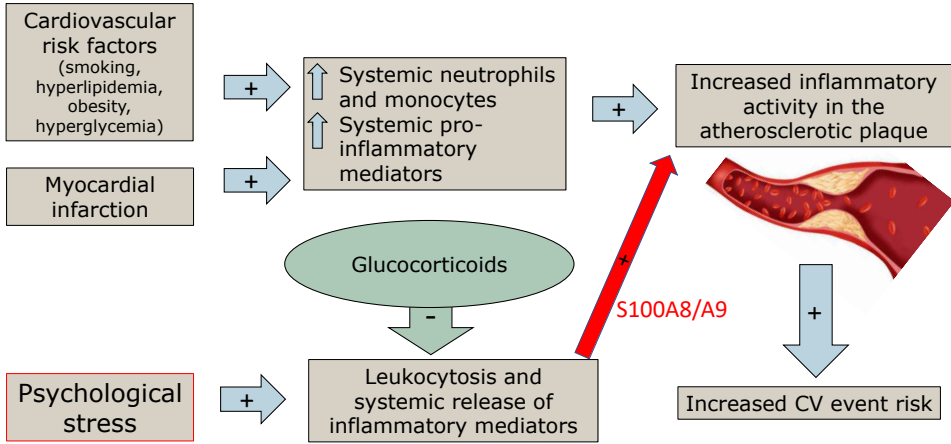 Cardiovascular
risk factors
(smoking,
hyperlipidemia,
obesity,
hyperglycemia)
+
Systemic neutrophils
and monocytes
Systemic pro-
inflammatory
mediators
+
Increased inflammatory
activity in the
atherosclerotic plaque
Myocardial
infarction
+
Glucocorticoids
-
+
S100A8/A9
+
Psychological
stress
+
Leukocytosis and
systemic release of
inflammatory mediators
Increased CV event risk